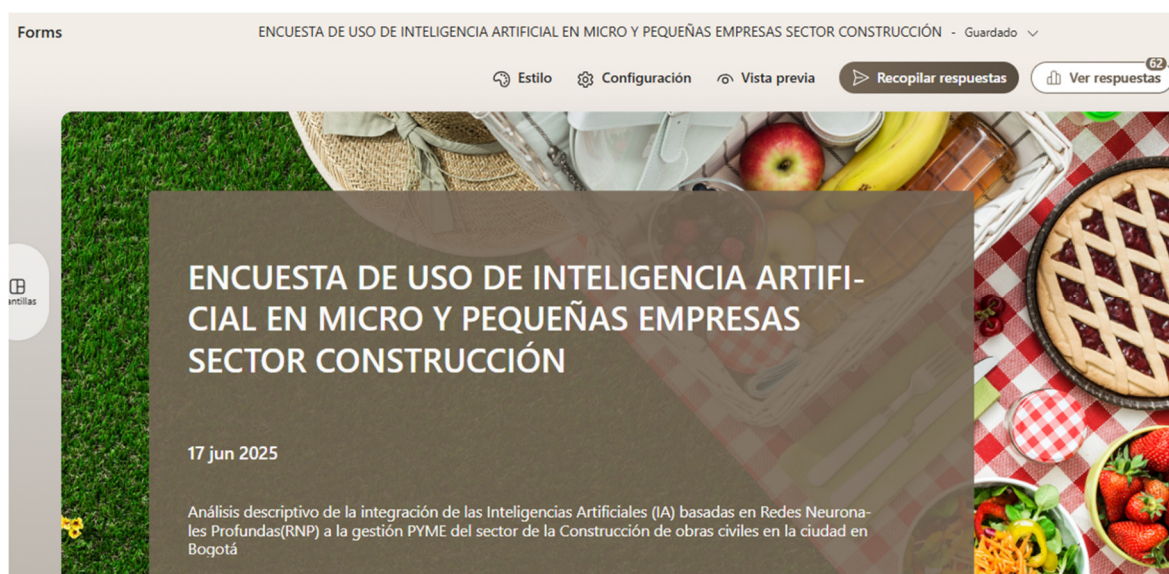 Forms
ENCUESTA DE USO DE INTELIGENCIA ARTIFICIAL EN MICRO Y PEQUEÑAS EMPRESAS SECTOR CONSTRUCCIÓN - Guardado
Estilo
Configuración
Vista previa
Recopilar respuestas
Ver respuestas
62
antillas
ENCUESTA DE USO DE INTELIGENCIA ARTIFI-
CIAL EN MICRO Y PEQUEÑAS EMPRESAS
SECTOR CONSTRUCCIÓN
17 jun 2025
Análisis descriptivo de la integración de las Inteligencias Artificiales (IA) basadas en Redes Neurona-
les Profundas(RNP) a la gestión PYME del sector de la Construcción de obras civiles en la ciudad en
Bogotá